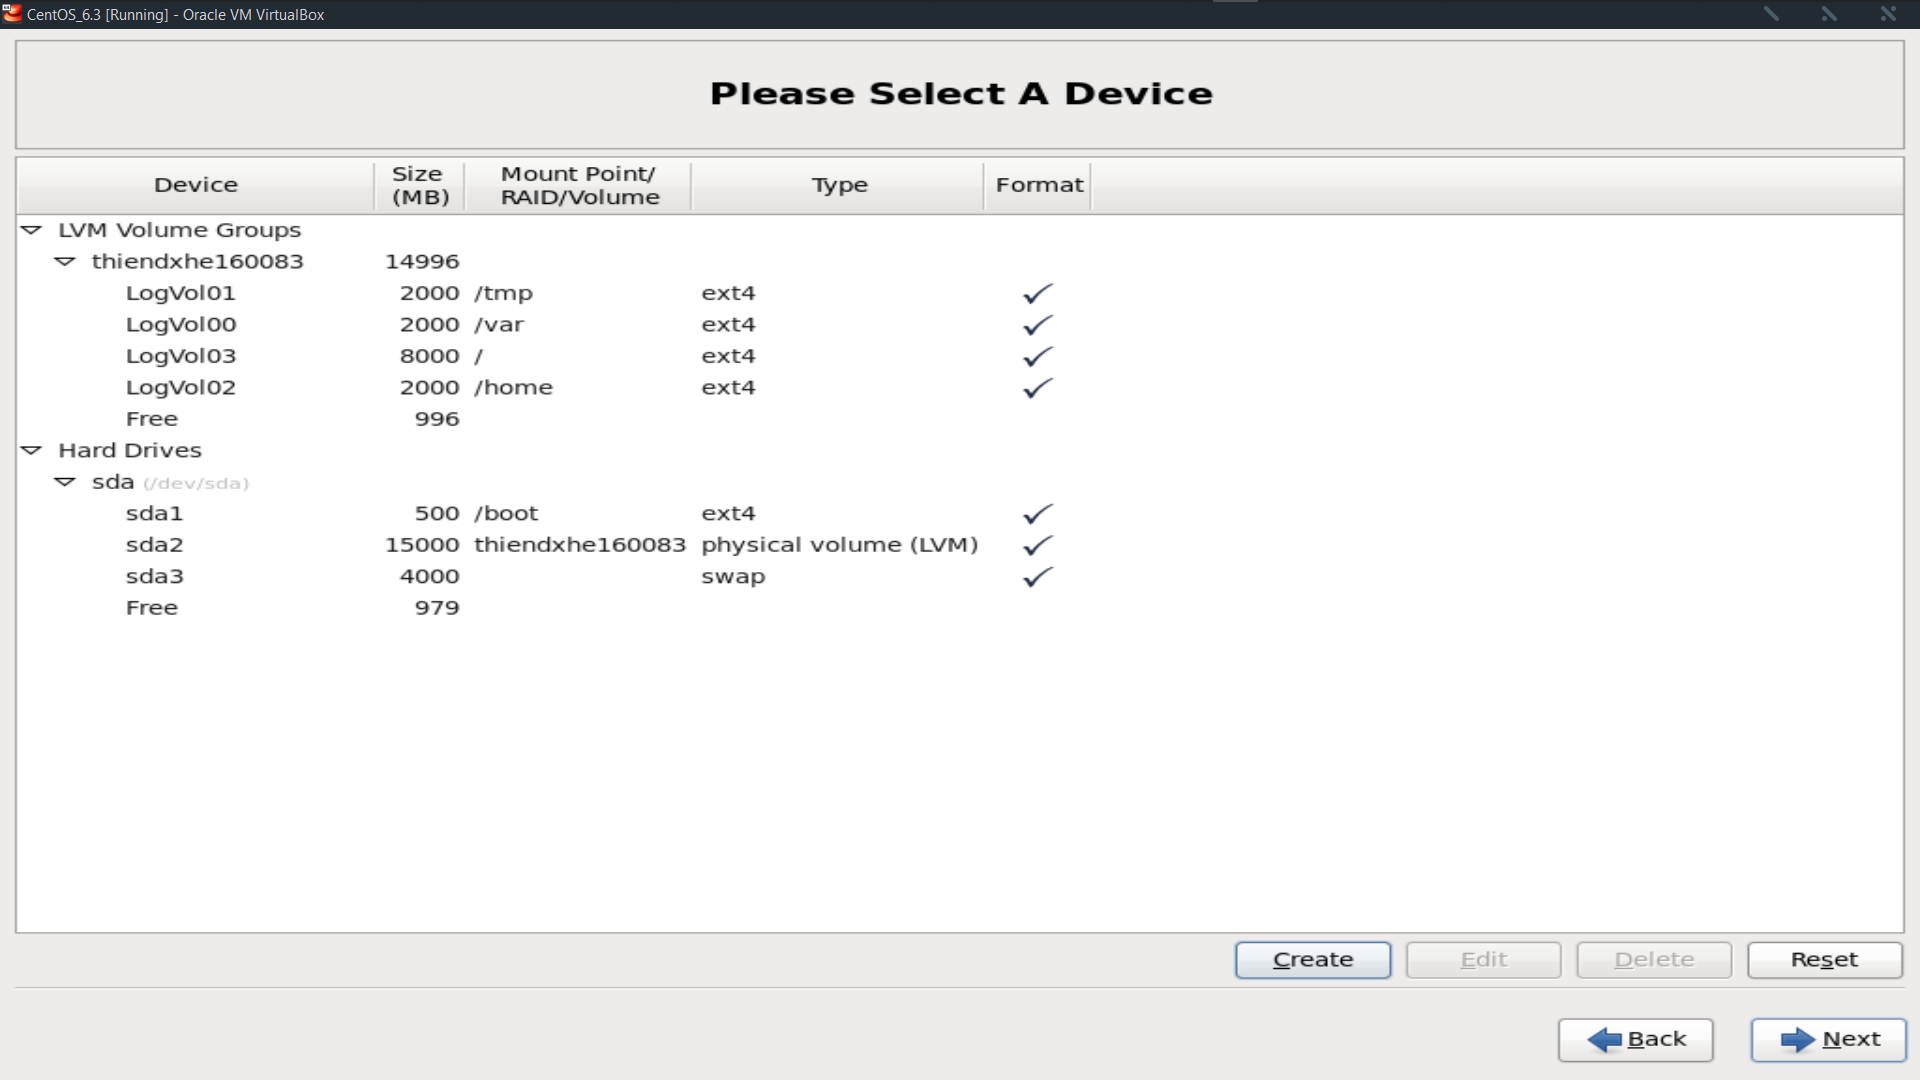 CentOS_6.3 [Running] - Oracle VM VirtualBox
Please Select A Device
Device Size (MB) Mount Point/ RAID/Volume Type Format
LVM Volume Groups
thiendxhe160083 14996
LogVol01 2000 /tmp ext4
LogVol00 2000 /var ext4
LogVol03 8000 / ext4
LogVol02 2000 /home ext4
Free 996
Hard Drives
sda (/dev/sda)
sda1 500 /boot ext4
sda2 15000 thiendxhe160083 physical volume (LVM)
sda3 4000 swap
Free 979
Create Edit Delete Reset
Back Next